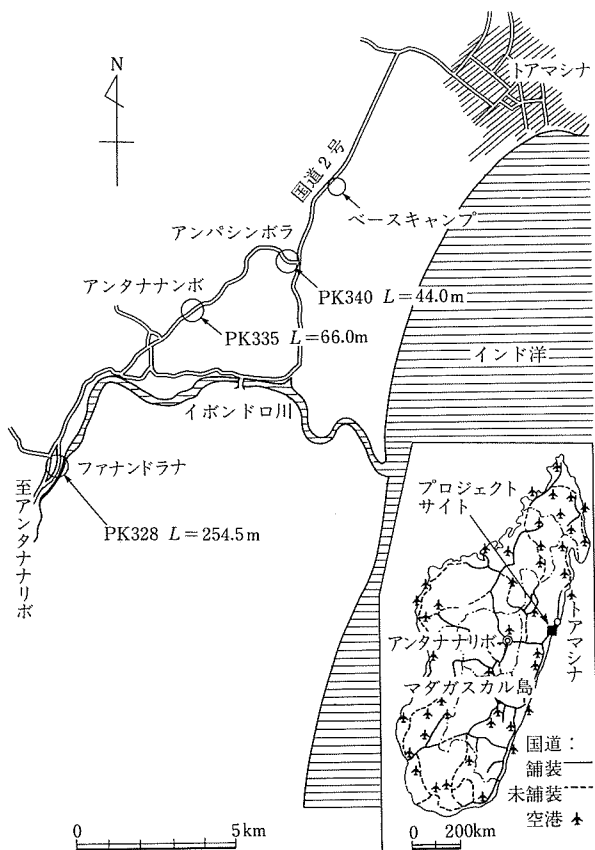 トアマシナ
N
国道2号
ベースキャンプ
アンパシンボラ
アンタナナンボ
PK340 L=44.0m
PK335 L=66.0m
インド洋
イボンドロ川
ファナンドラナ
PK328 L=254.5m
至アンタナナリボ
プロジェクト
サイト
トアマシナ
アンタナナリボ
マダガスカル島
国道:
舗装
未舗装
空港
0 5km
0 200km